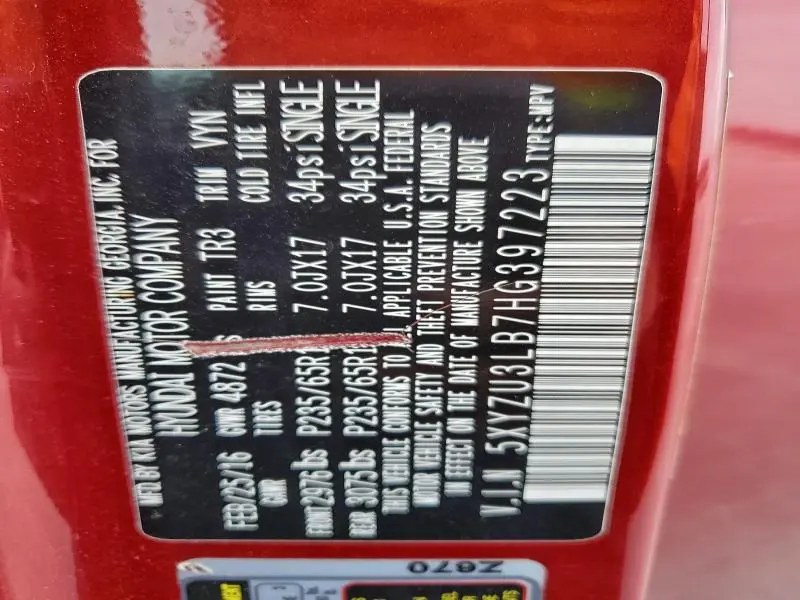 MFD BY KIA MOTORS MANUFACTURING GEORGIA, INC. FOR
HYUNDAI MOTOR COMPANY
FEB/25/16 GVWR 4872 PAINT TR3 TRIM VYN
GAWR TIRES RIMS COLD TIRE INFL
FRONT 2976lbs P235/65R1 7.0JX17 34psi SINGLE
REAR 3075lbs P235/65R1 7.0JX17 34psi SINGLE
THIS VEHICLE CONFORMS TO APPLICABLE U.S.A. FEDERAL
MOTOR VEHICLE SAFETY AND THEFT PREVENTION STANDARDS
IN EFFECT ON THE DATE OF MANUFACTURE SHOWN ABOVE
V.I.N 5XYZU3LB7HG397223 TYPE:MPV
Z870